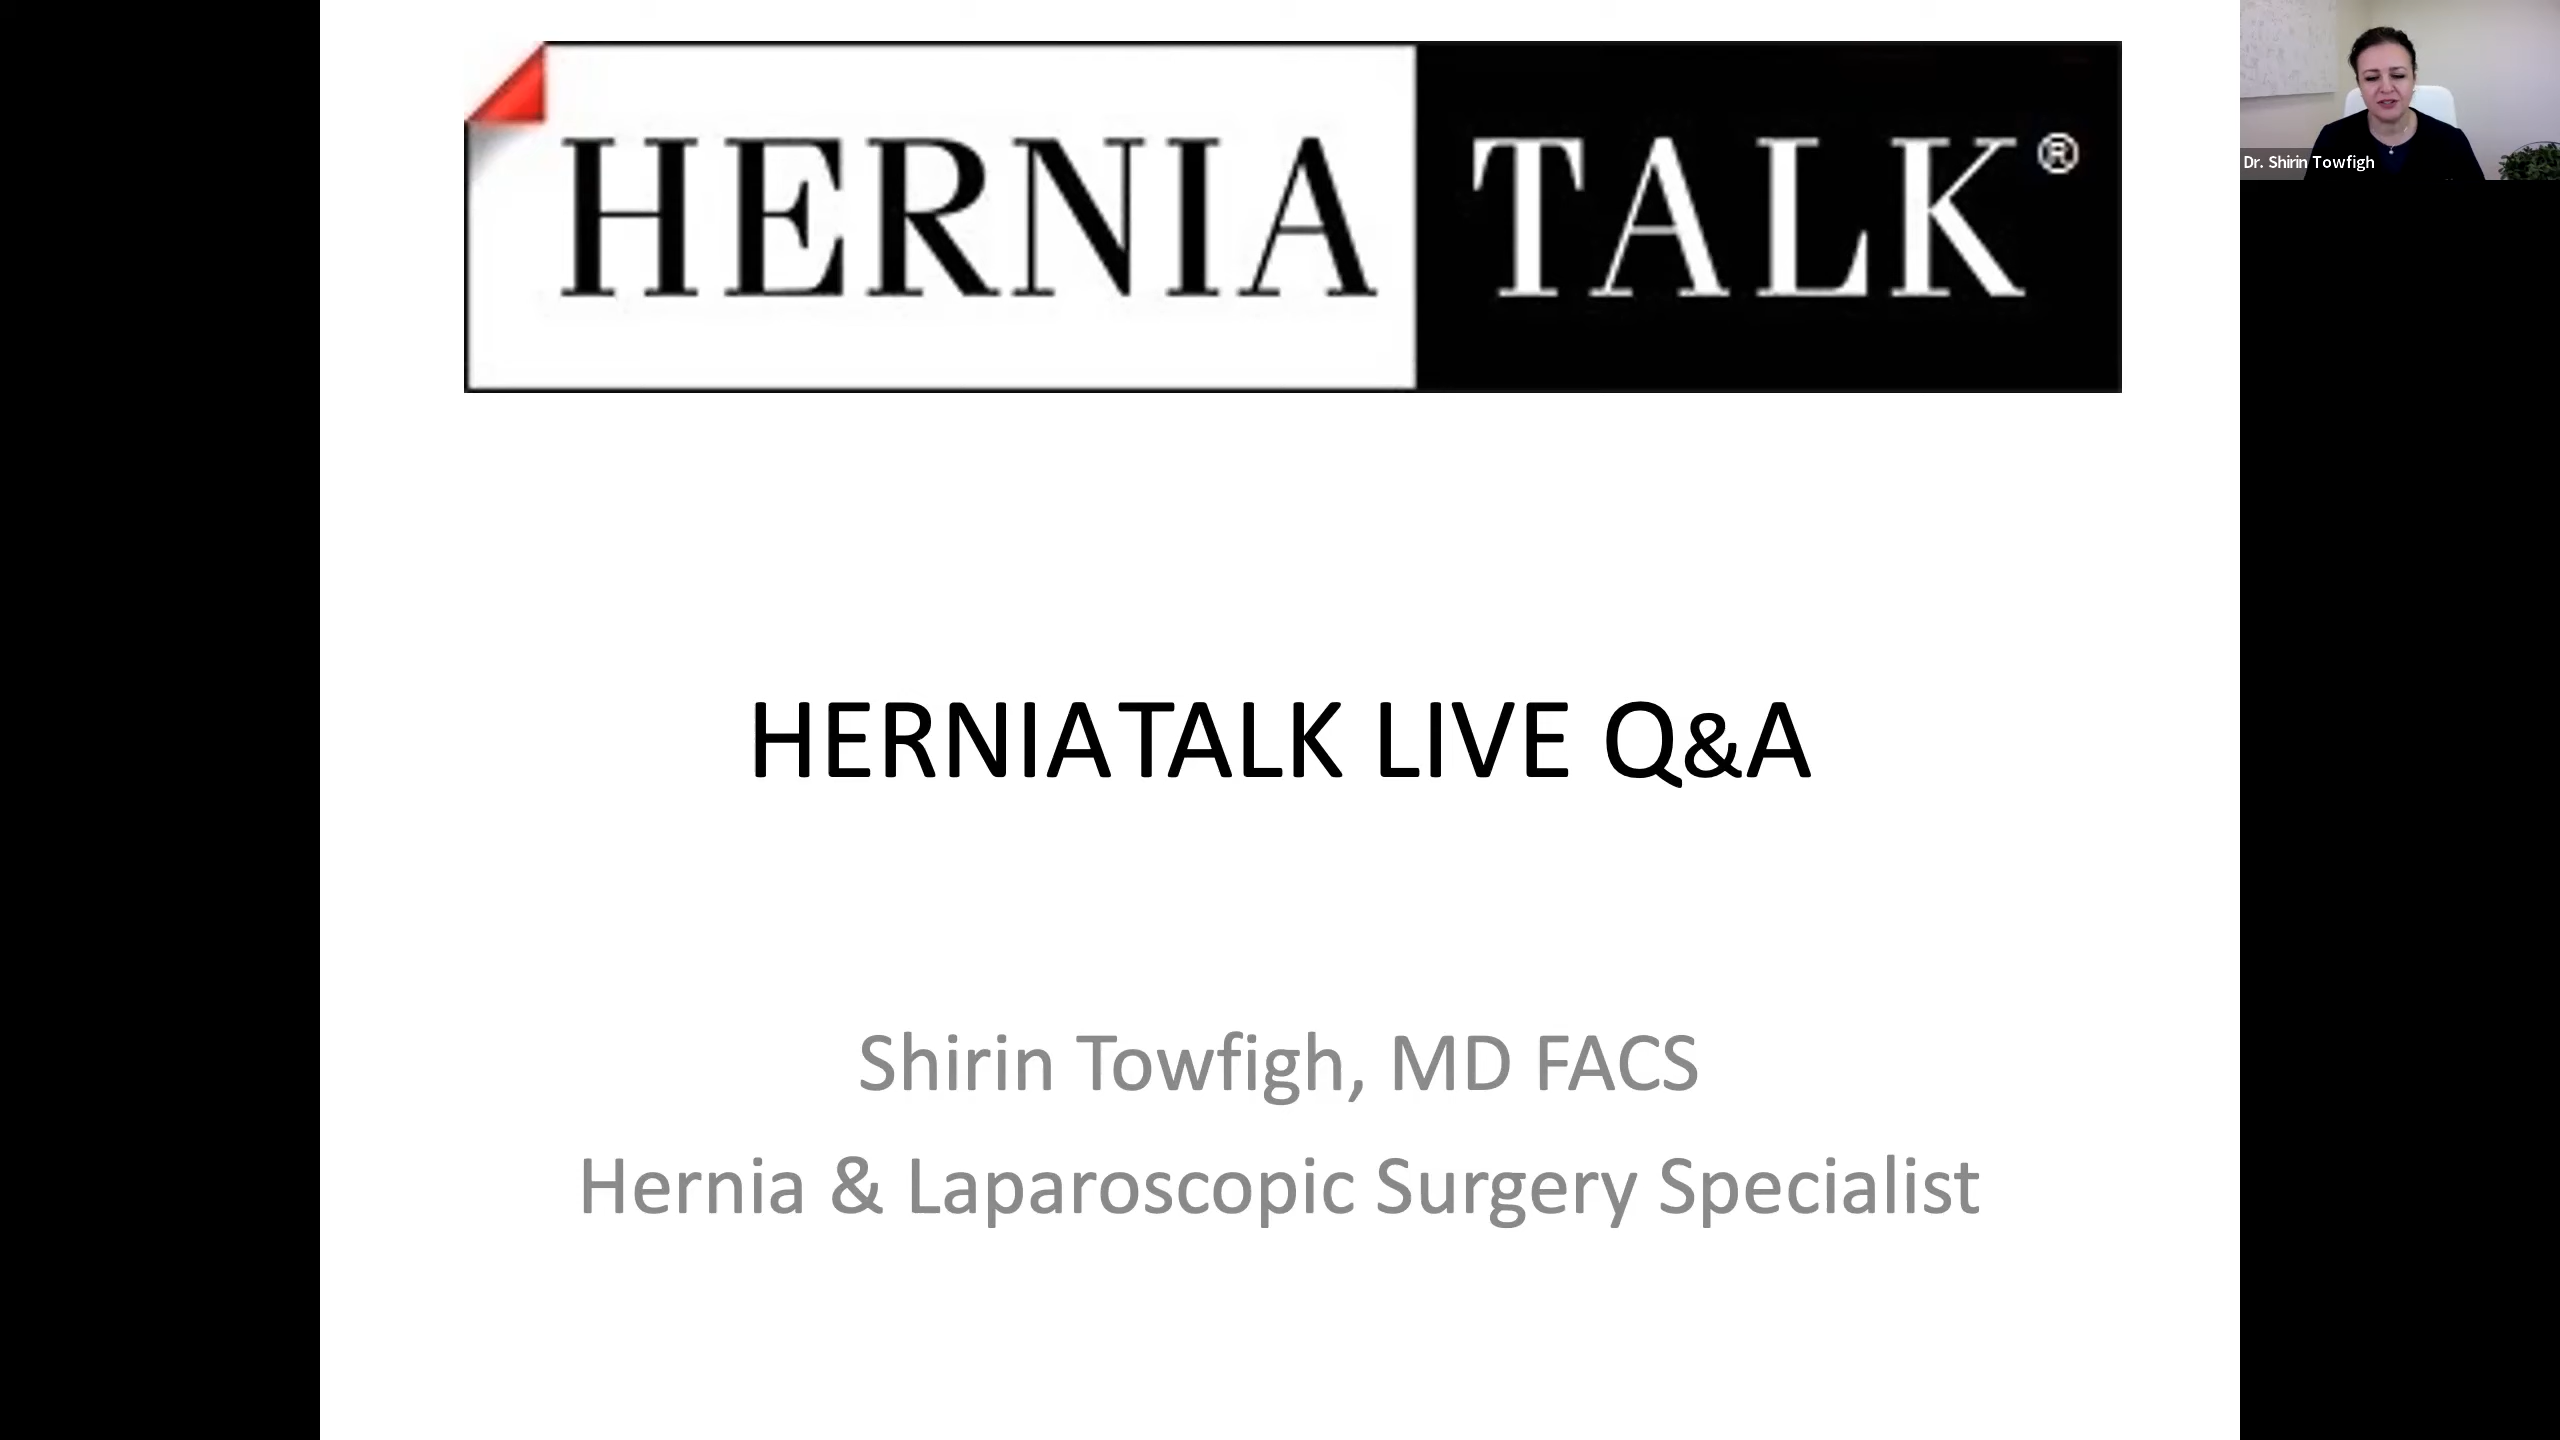 HERNIA TALK®
Dr. Shirin Towfigh
HERNIATALK LIVE Q&A
Shirin Towfigh, MD FACS
Hernia & Laparoscopic Surgery Specialist